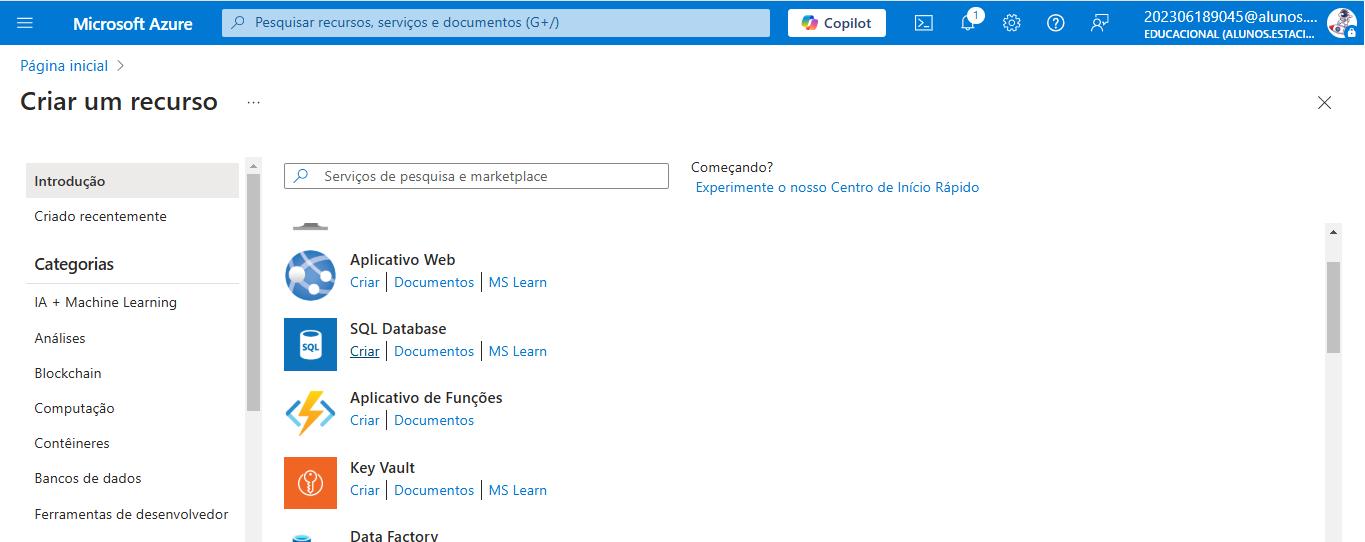 Microsoft Azure
Pesquisar recursos, serviços e documentos (G+/)
Copilot
1
202306189045@alunos....
EDUCACIONAL (ALUNOS.ESTACI...
Página inicial
Criar um recurso
...
Introdução
Criado recentemente
Categorias
IA + Machine Learning
Análises
Blockchain
Computação
Contêineres
Bancos de dados
Ferramentas de desenvolvedor
Serviços de pesquisa e marketplace
Começando?
Experimente o nosso Centro de Início Rápido
Aplicativo Web
Criar | Documentos | MS Learn
SQL Database
SQL
Criar | Documentos | MS Learn
Aplicativo de Funções
Criar | Documentos
Key Vault
Criar | Documentos | MS Learn
Data Factory